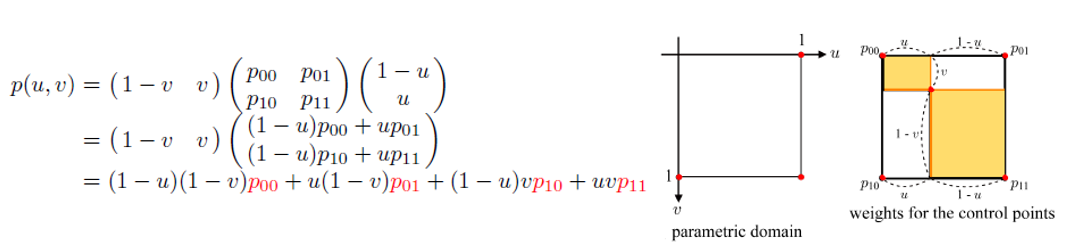 p(u, v) = (1 − v  v) (p00  p01; p10  p11) (1 − u; u)
= (1 − v  v) ((1 − u)p00 + up01; (1 − u)p10 + up11)
= (1 − u)(1 − v)p00 + u(1 − v)p01 + (1 − u)vp10 + uvp11
1
u
1
v
parametric domain
p00 u 1 - u p01
v
1 - v
p10 u 1 - u p11
weights for the control points